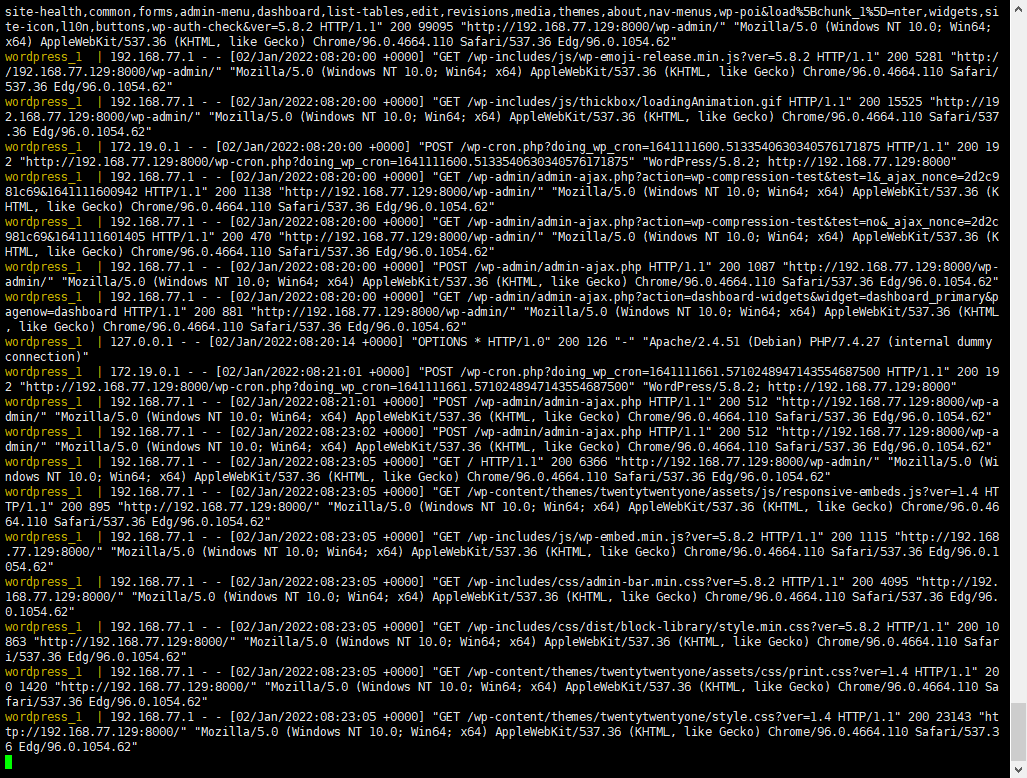 site-health,common,forms,admin-menu,dashboard,list-tables,edit,revisions,media,themes,about,nav-menus,wp-poi&load%5Bchunk_1%5D=nter,widgets,si
te-icon,l10n,buttons,wp-auth-check&ver=5.8.2 HTTP/1.1" 200 99095 "http://192.168.77.129:8000/wp-admin/" "Mozilla/5.0 (Windows NT 10.0; Win64;
x64) AppleWebKit/537.36 (KHTML, like Gecko) Chrome/96.0.4664.110 Safari/537.36 Edg/96.0.1054.62"
wordpress_1  | 192.168.77.1 - - [02/Jan/2022:08:20:00 +0000] "GET /wp-includes/js/wp-emoji-release.min.js?ver=5.8.2 HTTP/1.1" 200 5281 "http:/
/192.168.77.129:8000/wp-admin/" "Mozilla/5.0 (Windows NT 10.0; Win64; x64) AppleWebKit/537.36 (KHTML, like Gecko) Chrome/96.0.4664.110 Safari/
537.36 Edg/96.0.1054.62"
wordpress_1  | 192.168.77.1 - - [02/Jan/2022:08:20:00 +0000] "GET /wp-includes/js/thickbox/loadingAnimation.gif HTTP/1.1" 200 15525 "http://19
2.168.77.129:8000/wp-admin/" "Mozilla/5.0 (Windows NT 10.0; Win64; x64) AppleWebKit/537.36 (KHTML, like Gecko) Chrome/96.0.4664.110 Safari/537
.36 Edg/96.0.1054.62"
wordpress_1  | 172.19.0.1 - - [02/Jan/2022:08:20:00 +0000] "POST /wp-cron.php?doing_wp_cron=1641111600.5133540630340576171875 HTTP/1.1" 200 19
2 "http://192.168.77.129:8000/wp-cron.php?doing_wp_cron=1641111600.5133540630340576171875" "WordPress/5.8.2; http://192.168.77.129:8000"
wordpress_1  | 192.168.77.1 - - [02/Jan/2022:08:20:00 +0000] "GET /wp-admin/admin-ajax.php?action=wp-compression-test&test=1&_ajax_nonce=2d2c9
81c69&1641111600942 HTTP/1.1" 200 1138 "http://192.168.77.129:8000/wp-admin/" "Mozilla/5.0 (Windows NT 10.0; Win64; x64) AppleWebKit/537.36 (K
HTML, like Gecko) Chrome/96.0.4664.110 Safari/537.36 Edg/96.0.1054.62"
wordpress_1  | 192.168.77.1 - - [02/Jan/2022:08:20:00 +0000] "GET /wp-admin/admin-ajax.php?action=wp-compression-test&test=no&_ajax_nonce=2d2c
981c69&1641111601405 HTTP/1.1" 200 470 "http://192.168.77.129:8000/wp-admin/" "Mozilla/5.0 (Windows NT 10.0; Win64; x64) AppleWebKit/537.36 (K
HTML, like Gecko) Chrome/96.0.4664.110 Safari/537.36 Edg/96.0.1054.62"
wordpress_1  | 192.168.77.1 - - [02/Jan/2022:08:20:00 +0000] "POST /wp-admin/admin-ajax.php HTTP/1.1" 200 1087 "http://192.168.77.129:8000/wp-
admin/" "Mozilla/5.0 (Windows NT 10.0; Win64; x64) AppleWebKit/537.36 (KHTML, like Gecko) Chrome/96.0.4664.110 Safari/537.36 Edg/96.0.1054.62"
wordpress_1  | 192.168.77.1 - - [02/Jan/2022:08:20:00 +0000] "GET /wp-admin/admin-ajax.php?action=dashboard-widgets&widget=dashboard_primary&p
agenow=dashboard HTTP/1.1" 200 881 "http://192.168.77.129:8000/wp-admin/" "Mozilla/5.0 (Windows NT 10.0; Win64; x64) AppleWebKit/537.36 (KHTML
, like Gecko) Chrome/96.0.4664.110 Safari/537.36 Edg/96.0.1054.62"
wordpress_1  | 127.0.0.1 - - [02/Jan/2022:08:20:14 +0000] "OPTIONS * HTTP/1.0" 200 126 "-" "Apache/2.4.51 (Debian) PHP/7.4.27 (internal dummy
connection)"
wordpress_1  | 172.19.0.1 - - [02/Jan/2022:08:21:01 +0000] "POST /wp-cron.php?doing_wp_cron=1641111661.5710248947143554687500 HTTP/1.1" 200 19
2 "http://192.168.77.129:8000/wp-cron.php?doing_wp_cron=1641111661.5710248947143554687500" "WordPress/5.8.2; http://192.168.77.129:8000"
wordpress_1  | 192.168.77.1 - - [02/Jan/2022:08:21:01 +0000] "POST /wp-admin/admin-ajax.php HTTP/1.1" 200 512 "http://192.168.77.129:8000/wp-a
dmin/" "Mozilla/5.0 (Windows NT 10.0; Win64; x64) AppleWebKit/537.36 (KHTML, like Gecko) Chrome/96.0.4664.110 Safari/537.36 Edg/96.0.1054.62"
wordpress_1  | 192.168.77.1 - - [02/Jan/2022:08:23:02 +0000] "POST /wp-admin/admin-ajax.php HTTP/1.1" 200 512 "http://192.168.77.129:8000/wp-a
dmin/" "Mozilla/5.0 (Windows NT 10.0; Win64; x64) AppleWebKit/537.36 (KHTML, like Gecko) Chrome/96.0.4664.110 Safari/537.36 Edg/96.0.1054.62"
wordpress_1  | 192.168.77.1 - - [02/Jan/2022:08:23:05 +0000] "GET / HTTP/1.1" 200 6366 "http://192.168.77.129:8000/wp-admin/" "Mozilla/5.0 (Wi
ndows NT 10.0; Win64; x64) AppleWebKit/537.36 (KHTML, like Gecko) Chrome/96.0.4664.110 Safari/537.36 Edg/96.0.1054.62"
wordpress_1  | 192.168.77.1 - - [02/Jan/2022:08:23:05 +0000] "GET /wp-content/themes/twentytwentyone/assets/js/responsive-embeds.js?ver=1.4 HT
TP/1.1" 200 895 "http://192.168.77.129:8000/" "Mozilla/5.0 (Windows NT 10.0; Win64; x64) AppleWebKit/537.36 (KHTML, like Gecko) Chrome/96.0.46
64.110 Safari/537.36 Edg/96.0.1054.62"
wordpress_1  | 192.168.77.1 - - [02/Jan/2022:08:23:05 +0000] "GET /wp-includes/js/wp-embed.min.js?ver=5.8.2 HTTP/1.1" 200 1115 "http://192.168
.77.129:8000/" "Mozilla/5.0 (Windows NT 10.0; Win64; x64) AppleWebKit/537.36 (KHTML, like Gecko) Chrome/96.0.4664.110 Safari/537.36 Edg/96.0.1
054.62"
wordpress_1  | 192.168.77.1 - - [02/Jan/2022:08:23:05 +0000] "GET /wp-includes/css/admin-bar.min.css?ver=5.8.2 HTTP/1.1" 200 4095 "http://192.
168.77.129:8000/" "Mozilla/5.0 (Windows NT 10.0; Win64; x64) AppleWebKit/537.36 (KHTML, like Gecko) Chrome/96.0.4664.110 Safari/537.36 Edg/96.
0.1054.62"
wordpress_1  | 192.168.77.1 - - [02/Jan/2022:08:23:05 +0000] "GET /wp-includes/css/dist/block-library/style.min.css?ver=5.8.2 HTTP/1.1" 200 10
863 "http://192.168.77.129:8000/" "Mozilla/5.0 (Windows NT 10.0; Win64; x64) AppleWebKit/537.36 (KHTML, like Gecko) Chrome/96.0.4664.110 Safar
i/537.36 Edg/96.0.1054.62"
wordpress_1  | 192.168.77.1 - - [02/Jan/2022:08:23:05 +0000] "GET /wp-content/themes/twentytwentyone/assets/css/print.css?ver=1.4 HTTP/1.1" 20
0 1420 "http://192.168.77.129:8000/" "Mozilla/5.0 (Windows NT 10.0; Win64; x64) AppleWebKit/537.36 (KHTML, like Gecko) Chrome/96.0.4664.110 Sa
fari/537.36 Edg/96.0.1054.62"
wordpress_1  | 192.168.77.1 - - [02/Jan/2022:08:23:05 +0000] "GET /wp-content/themes/twentytwentyone/style.css?ver=1.4 HTTP/1.1" 200 23143 "ht
tp://192.168.77.129:8000/" "Mozilla/5.0 (Windows NT 10.0; Win64; x64) AppleWebKit/537.36 (KHTML, like Gecko) Chrome/96.0.4664.110 Safari/537.3
6 Edg/96.0.1054.62"